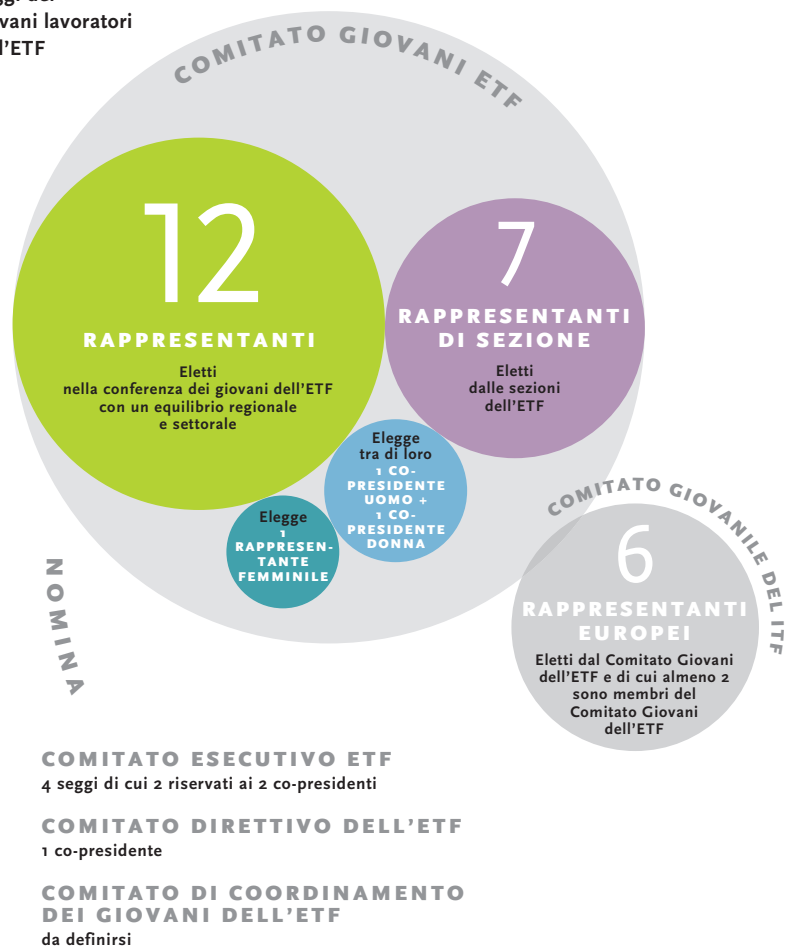 vani lavoratori
COMITATO GIOVANI ETF
12
RAPPRESENTANTI
Eletti
nella conferenza dei giovani dell'ETF
con un equilibrio regionale
e settorale
7
RAPPRESENTANTI
DI SEZIONE
Eletti
dalle sezioni
dell'ETF
Elegge
tra di loro
1 CO-
PRESIDENTE
UOMO +
1 CO-
PRESIDENTE
DONNA
Elegge
1
RAPPRESEN-
TANTE
FEMMINILE
NOMINA
COMITATO GIOVANILE DEL ITF
6
RAPPRESENTANTI
EUROPEI
Eletti dal Comitato Giovani
dell'ETF e di cui almeno 2
sono membri del
Comitato Giovani
dell'ETF
COMITATO ESECUTIVO ETF
4 seggi di cui 2 riservati ai 2 co-presidenti
COMITATO DIRETTIVO DELL'ETF
1 co-presidente
COMITATO DI COORDINAMENTO
DEI GIOVANI DELL'ETF
da definirsi